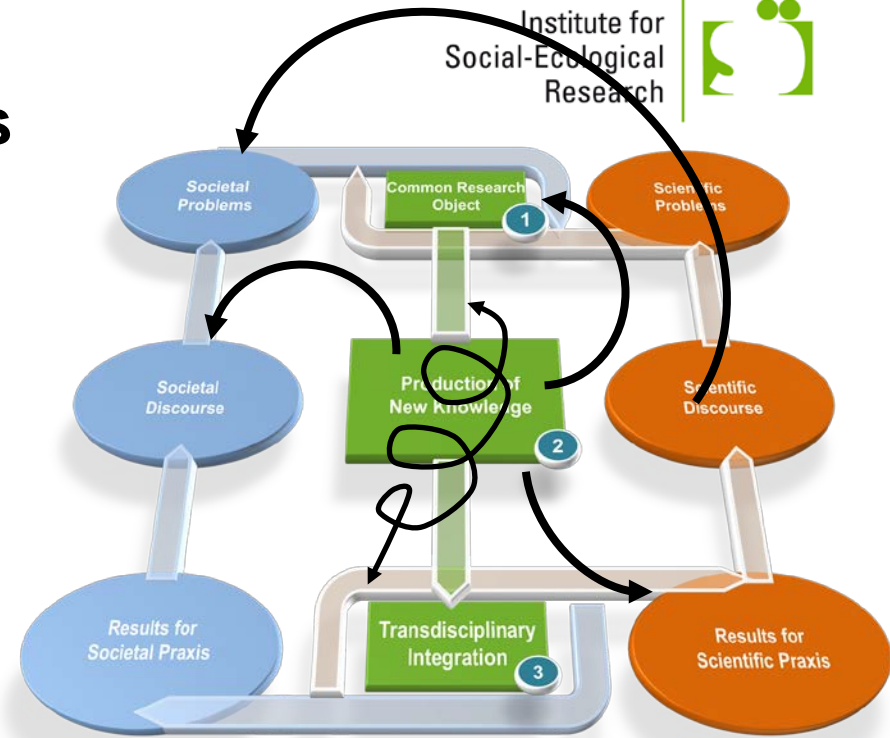 Institute for
Social-Ecological
Research
s
Societal
Problems
Common Research
Object
1
Scientific
Problems
Societal
Discourse
Production of
New Knowledge
2
Scientific
Discourse
Results for
Societal Praxis
Transdisciplinary
Integration
3
Results for
Scientific Praxis